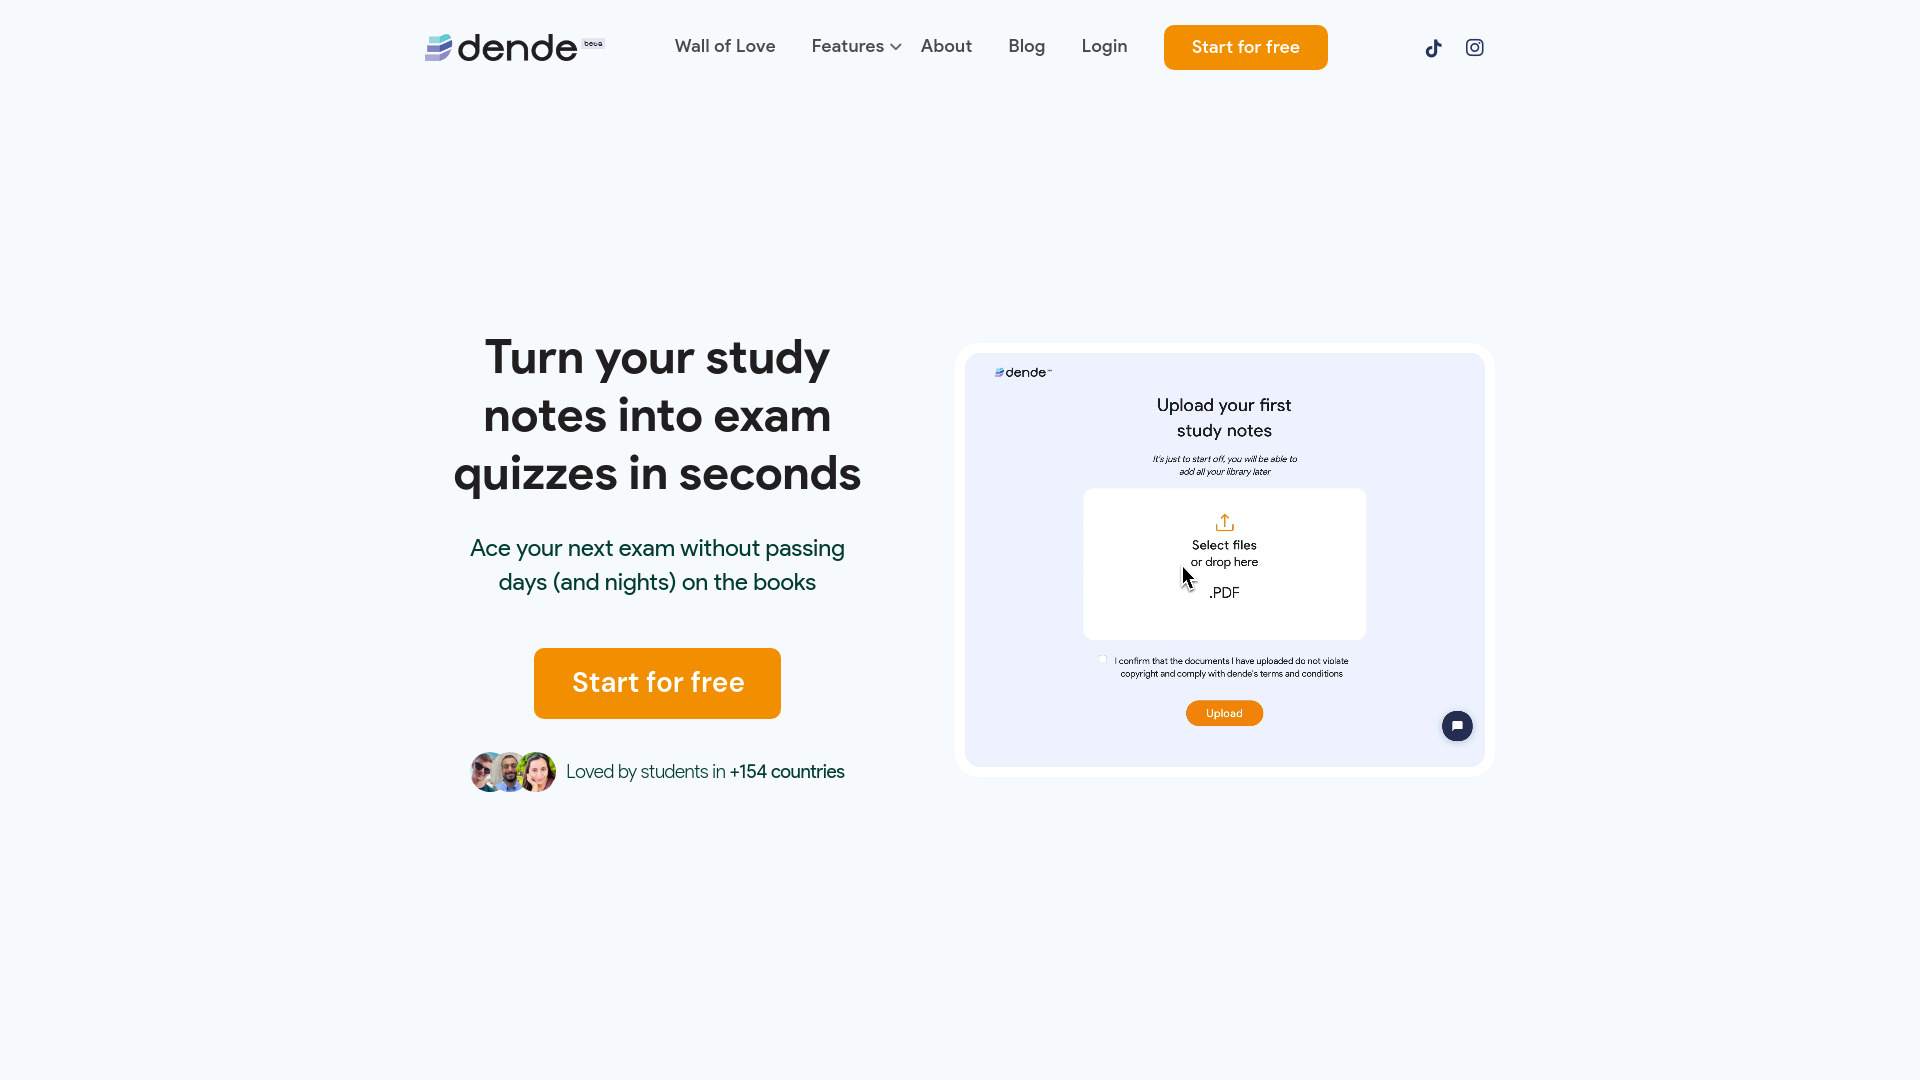 dende beta
Wall of Love
Features
About
Blog
Login
Start for free
Turn your study
notes into exam
quizzes in seconds
Ace your next exam without passing
days (and nights) on the books
Start for free
Loved by students in +154 countries
dende
Upload your first
study notes
It's just to start off, you will be able to
add all your library later
Select files
or drop here
.PDF
I confirm that the documents I have uploaded do not violate
copyright and comply with dende's terms and conditions
Upload